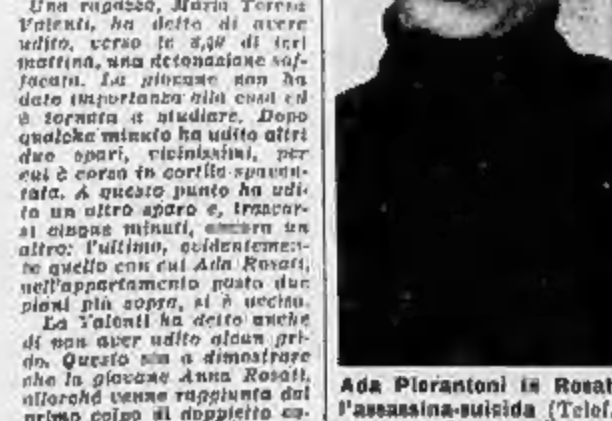 Una ragazza, Maria Teresa
Valenti, ha detto di avere
udito, verso le di ieri
mattina, una detonazione sof-
focata. La giovane non ha
dato importanza alla cosa ed
è tornata a studiare. Dopo
qualche minuto ha udito altri
due spari, vicinissimi, per
cui è corsa in cortile spaven-
tata. A questo punto ha udi-
to un altro sparo e, trascor-
si cinque minuti, ancora un
altro: l'ultimo, evidentemen-
te quello con cui Ada Rosati,
nell'appartamento posto due
piani più sopra, si è uccisa.
La Valenti ha detto anche
di non aver udito alcun gri-
do. Questo sta a dimostrare
che la giovane Anna Rosati,
allorché venne raggiunta dal
primo colpo di doppietta
Ada Pierantoni in Rosat
l'assassina-suicida (Telef.